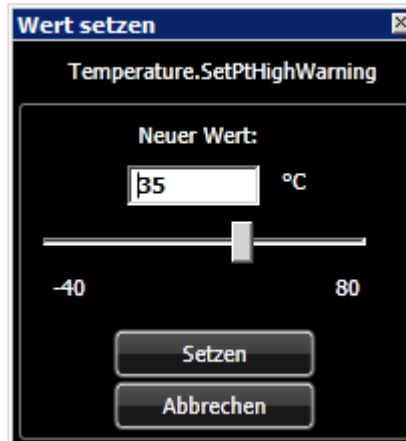 Wert setzen
Temperature.SetPtHighWarning
Neuer Wert:
35 °C
-40 80
Setzen
Abbrechen